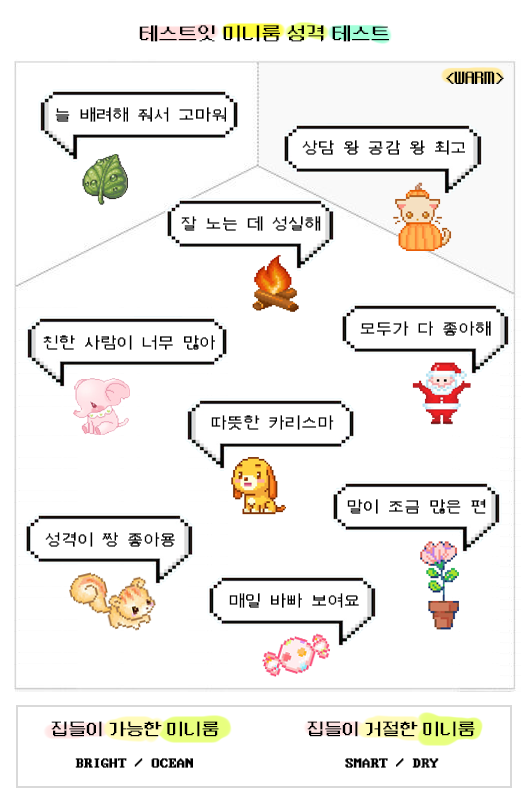 테스트잇 미니룸 성격 테스트
<WARM>
늘 배려해 줘서 고마워
상담 왕 공감 왕 최고
잘 노는 데 성실해
친한 사람이 너무 많아
모두가 다 좋아해
따뜻한 카리스마
말이 조금 많은 편
성격이 짱 좋아용
매일 바빠 보여요
집들이 가능한 미니룸
BRIGHT / OCEAN
집들이 거절한 미니룸
SMART / DRY